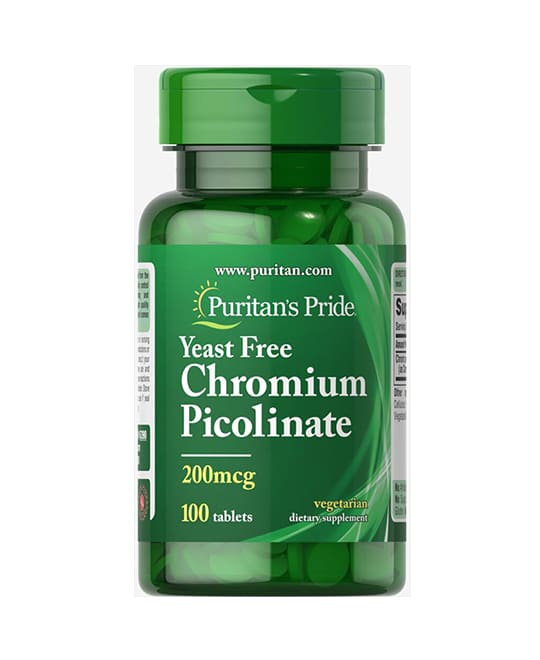 www.puritan.com
Puritan's Pride
Yeast Free
Chromium
Picolinate
200mcg
100 tablets
vegetarian
dietary supplement